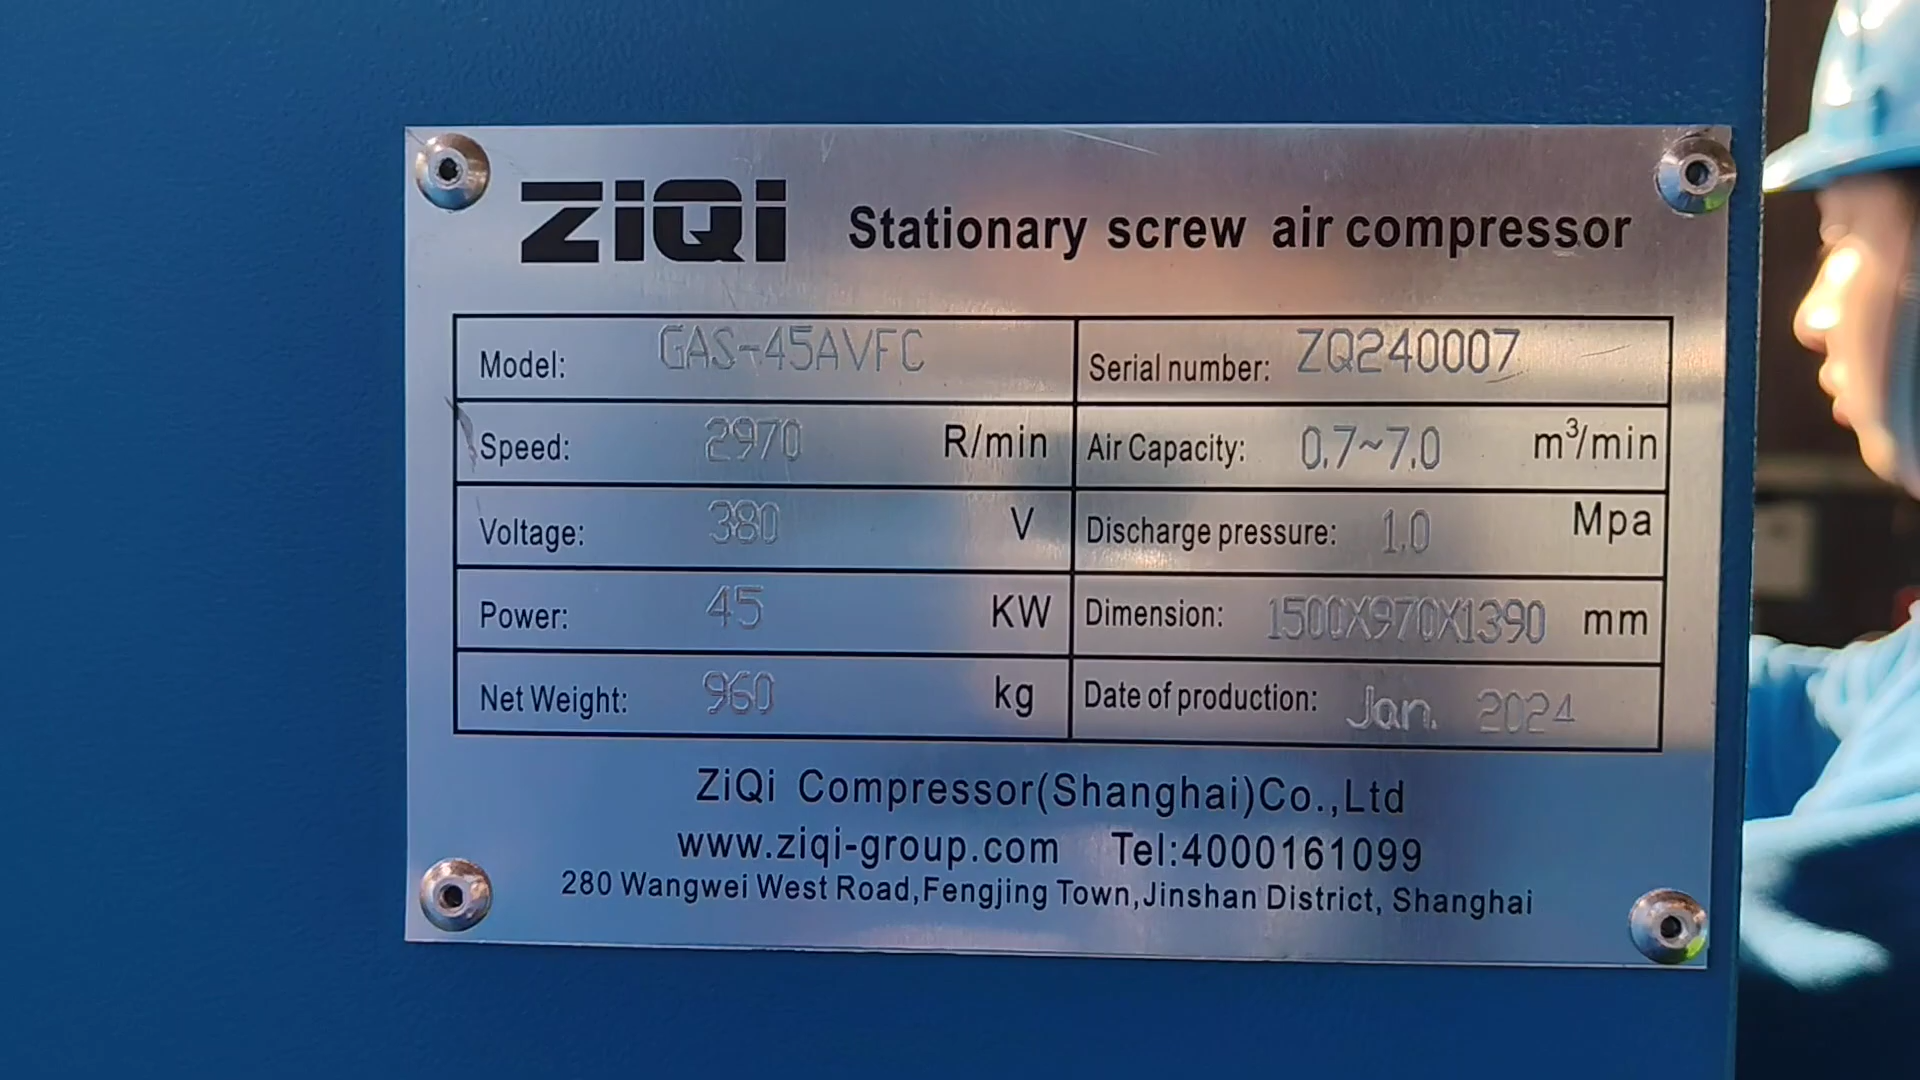 ZiQi Stationary screw air compressor
Model: GAS-45AVFC Serial number: ZQ240007
Speed: 2970 R/min Air Capacity: 0.7~7.0 m³/min
Voltage: 380 V Discharge pressure: 1.0 Mpa
Power: 45 KW Dimension: 1500X970X1390 mm
Net Weight: 960 kg Date of production: Jan. 2024
ZiQi Compressor(Shanghai)Co.,Ltd
www.ziqi-group.com Tel:4000161099
280 Wangwei West Road,Fengjing Town,Jinshan District, Shanghai